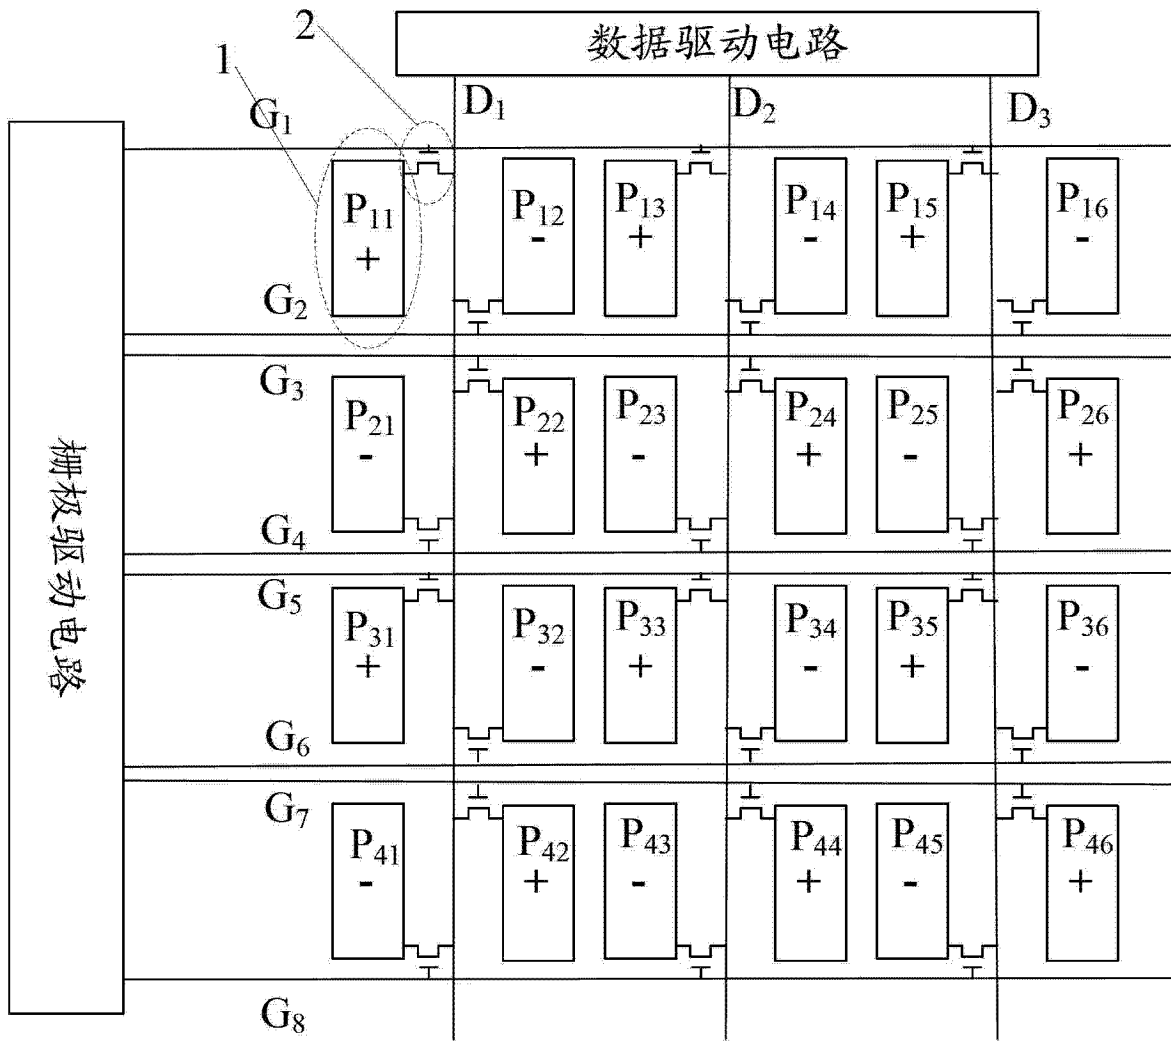 2
数据驱动电路
1
G1 D1 D2 D3
P11 P12 P13 P14 P15 P16
+ - + - + -
G2
G3
P21 P22 P23 P24 P25 P26
- + - + - +
栅极驱动电路
G4
G5
P31 P32 P33 P34 P35 P36
+ - + - + -
G6
G7
P41 P42 P43 P44 P45 P46
- + - + - +
G8